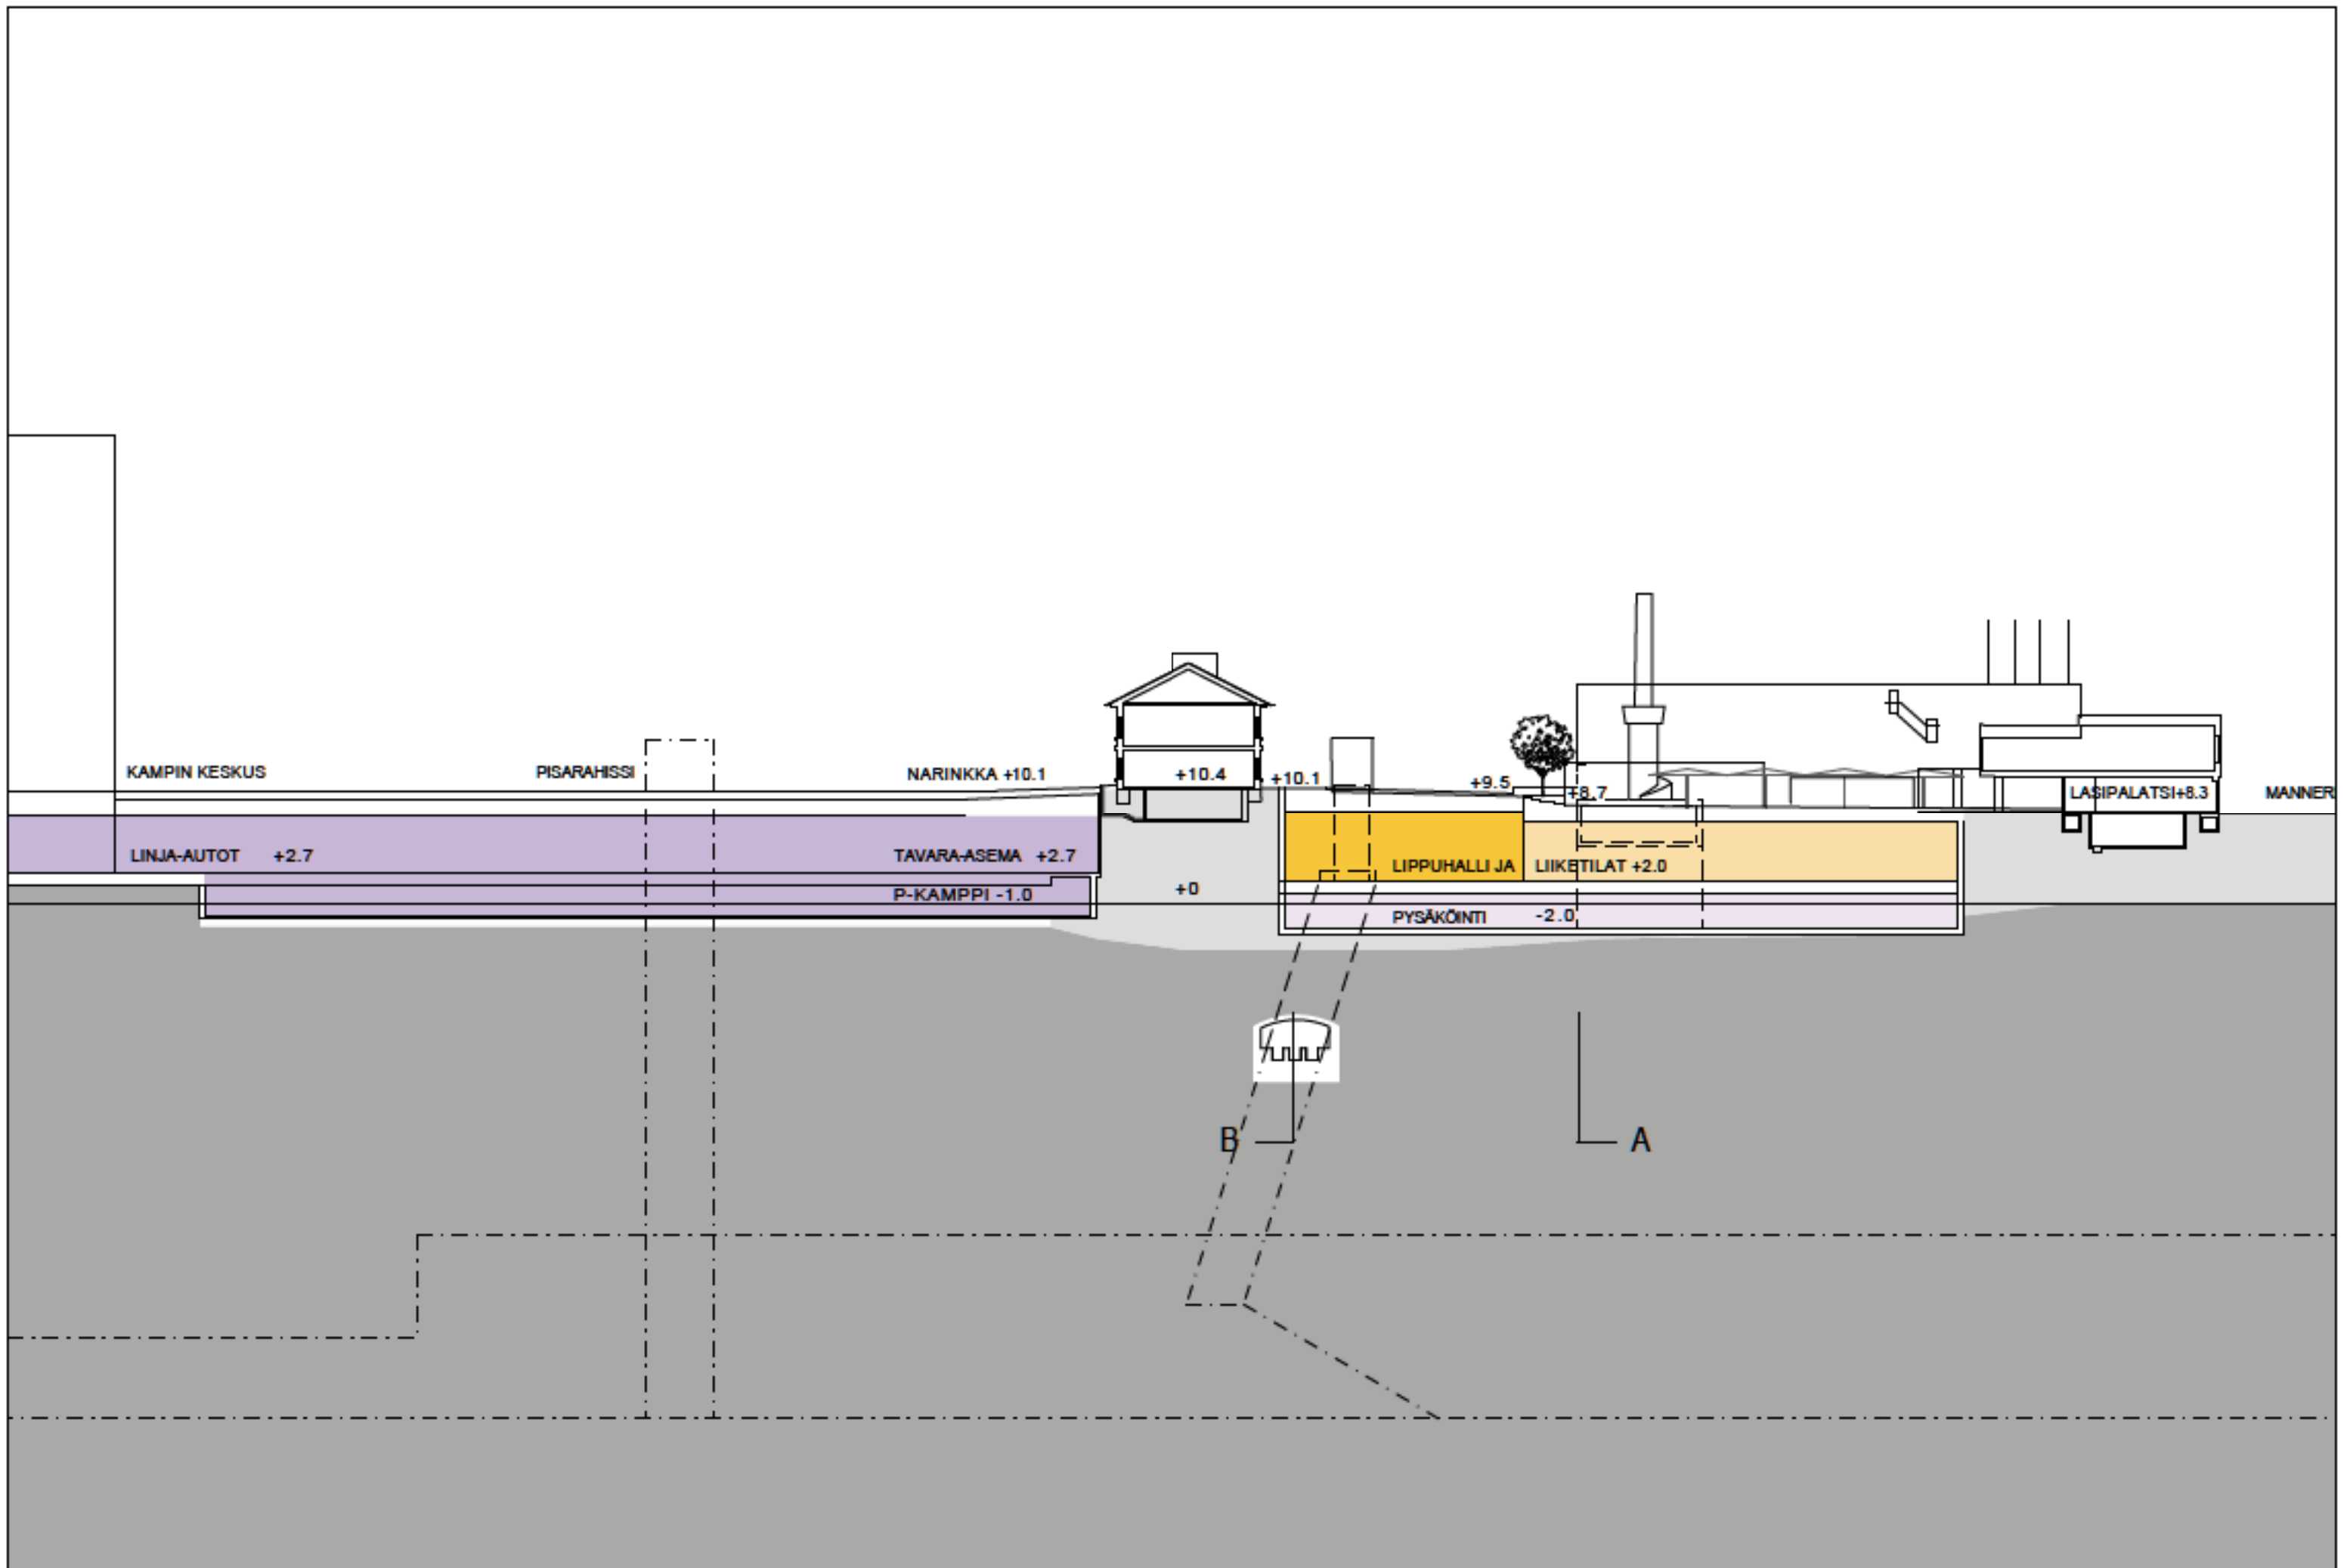 KAMPIN KESKUS
PISARAHISSI
NARINKKA +10.1
+10.4
+10.1
+9.5
+8.7
LASIPALATSI+8.3
MANNER
LINJA-AUTOT +2.7
TAVARA-ASEMA +2.7
LIPPUHALLI JA LIIKETILAT +2.0
P-KAMPPI -1.0
+0
PYSÄKÖINTI -2.0
B
A